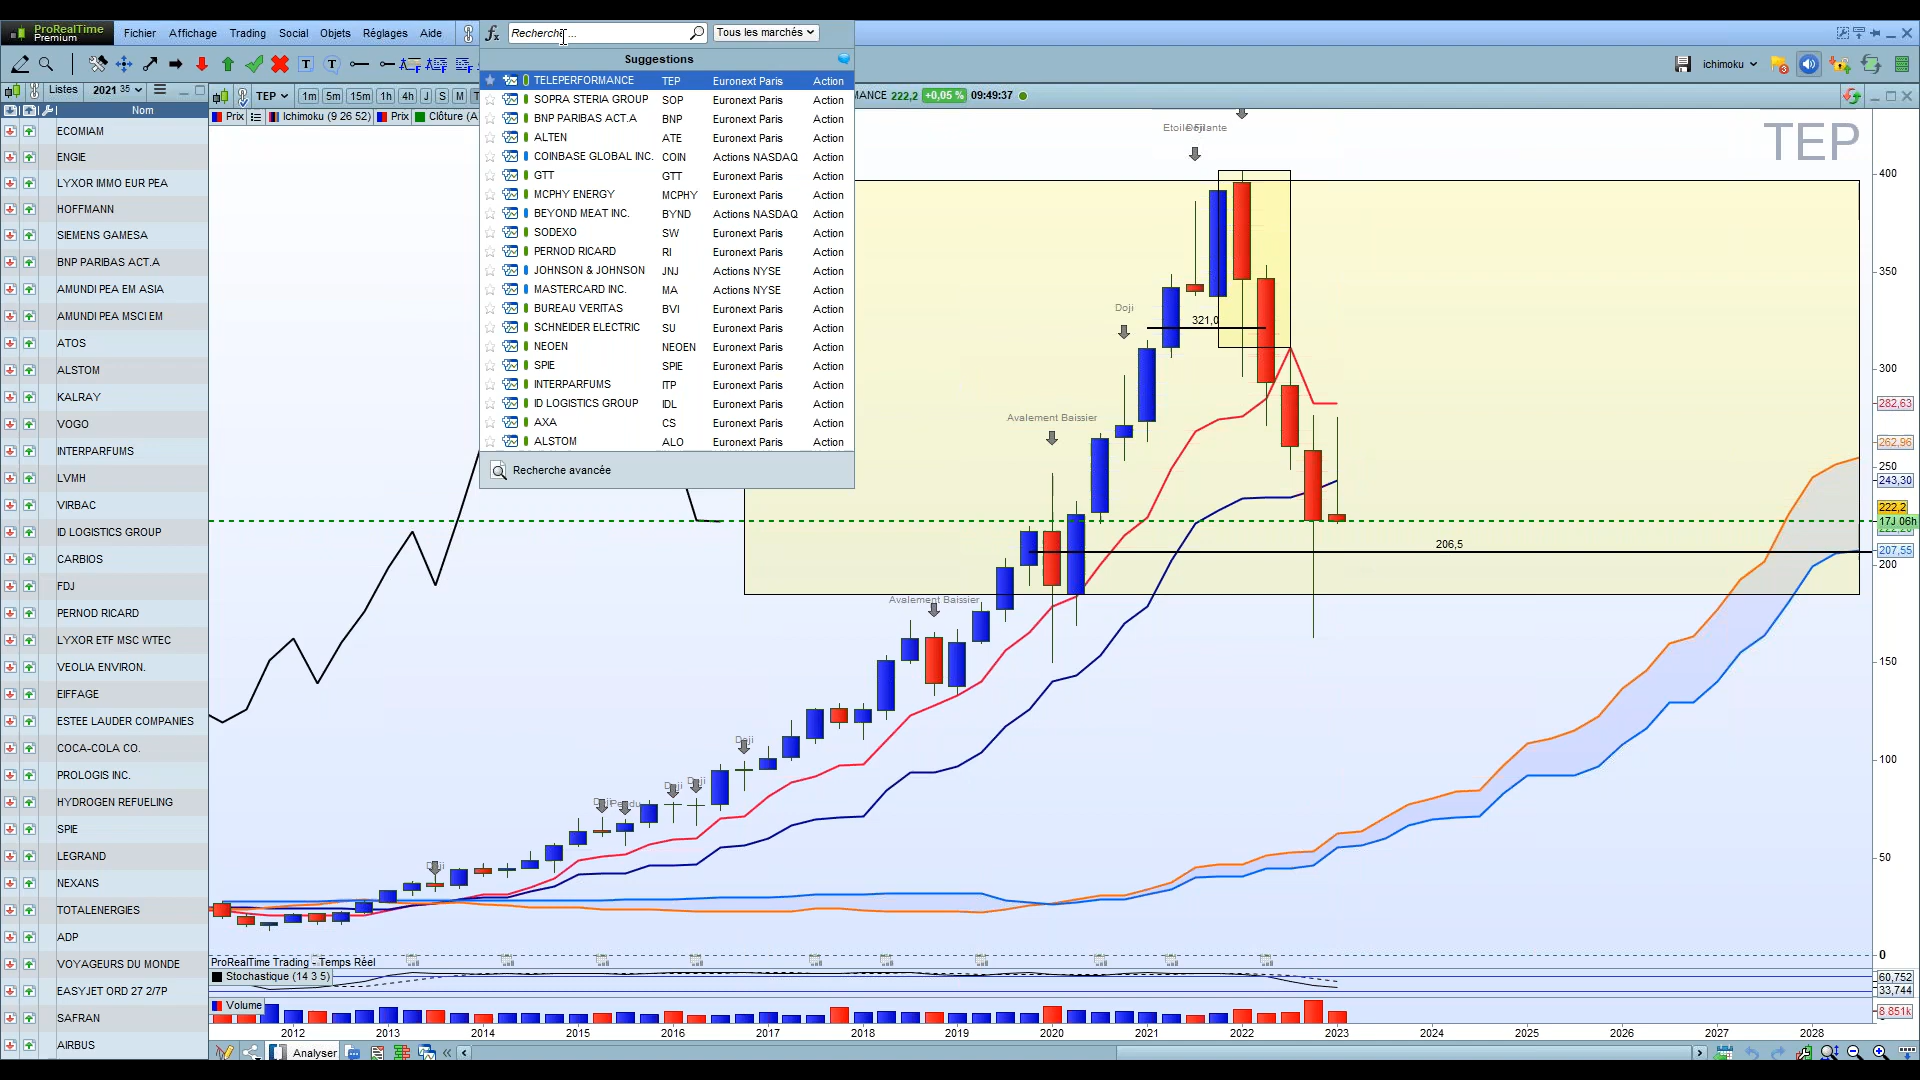 ProRealTime
Premium
Fichier Affichage Trading Social Objets Réglages Aide
Recherche... Tous les marchés
ichimoku
Suggestions
TELEPERFORMANCE TEP Euronext Paris Action
SOPRA STERIA GROUP SOP Euronext Paris Action
BNP PARIBAS ACT.A BNP Euronext Paris Action
ALTEN ATE Euronext Paris Action
COINBASE GLOBAL INC. COIN Actions NASDAQ Action
GTT GTT Euronext Paris Action
MCPHY ENERGY MCPHY Euronext Paris Action
BEYOND MEAT INC. BYND Actions NASDAQ Action
SODEXO SW Euronext Paris Action
PERNOD RICARD RI Euronext Paris Action
JOHNSON & JOHNSON JNJ Actions NYSE Action
MASTERCARD INC. MA Actions NYSE Action
BUREAU VERITAS BVI Euronext Paris Action
SCHNEIDER ELECTRIC SU Euronext Paris Action
NEOEN NEOEN Euronext Paris Action
SPIE SPIE Euronext Paris Action
INTERPARFUMS ITP Euronext Paris Action
ID LOGISTICS GROUP IDL Euronext Paris Action
AXA CS Euronext Paris Action
ALSTOM ALO Euronext Paris Action
Recherche avancée
Listes 2021 35
Nom
ECOMIAM
ENGIE
LYXOR IMMO EUR PEA
HOFFMANN
SIEMENS GAMESA
BNP PARIBAS ACT.A
AMUNDI PEA EM ASIA
AMUNDI PEA MSCI EM
ATOS
ALSTOM
KALRAY
VOGO
INTERPARFUMS
LVMH
VIRBAC
ID LOGISTICS GROUP
CARBIOS
FDJ
PERNOD RICARD
LYXOR ETF MSC WTEC
VEOLIA ENVIRON.
EIFFAGE
ESTEE LAUDER COMPANIES
COCA-COLA CO.
PROLOGIS INC.
HYDROGEN REFUELING
SPIE
LEGRAND
NEXANS
TOTALENERGIES
ADP
VOYAGEURS DU MONDE
EASYJET ORD 27 2/7P
SAFRAN
AIRBUS
TEP 1m 5m 15m 1h 4h J S M T
MANCE 222,2 +0,05 % 09:49:37
Prix Ichimoku (9 26 52) Prix Clôture (A
TEP
Doji
321,0
Doji
Avalement Baissier
206,5
Avalement Baissier
Doji
Doji
Doji
Doji
400
350
300
282,63
262,96
250
243,30
222,2
17J 06h
207,55
200
150
100
50
0
ProRealTime Trading - Temps Réel
Stochastique (14 3 5)
60,752
33,744
Volume
8 851k
2012 2013 2014 2015 2016 2017 2018 2019 2020 2021 2022 2023 2024 2025 2026 2027 2028
Analyser